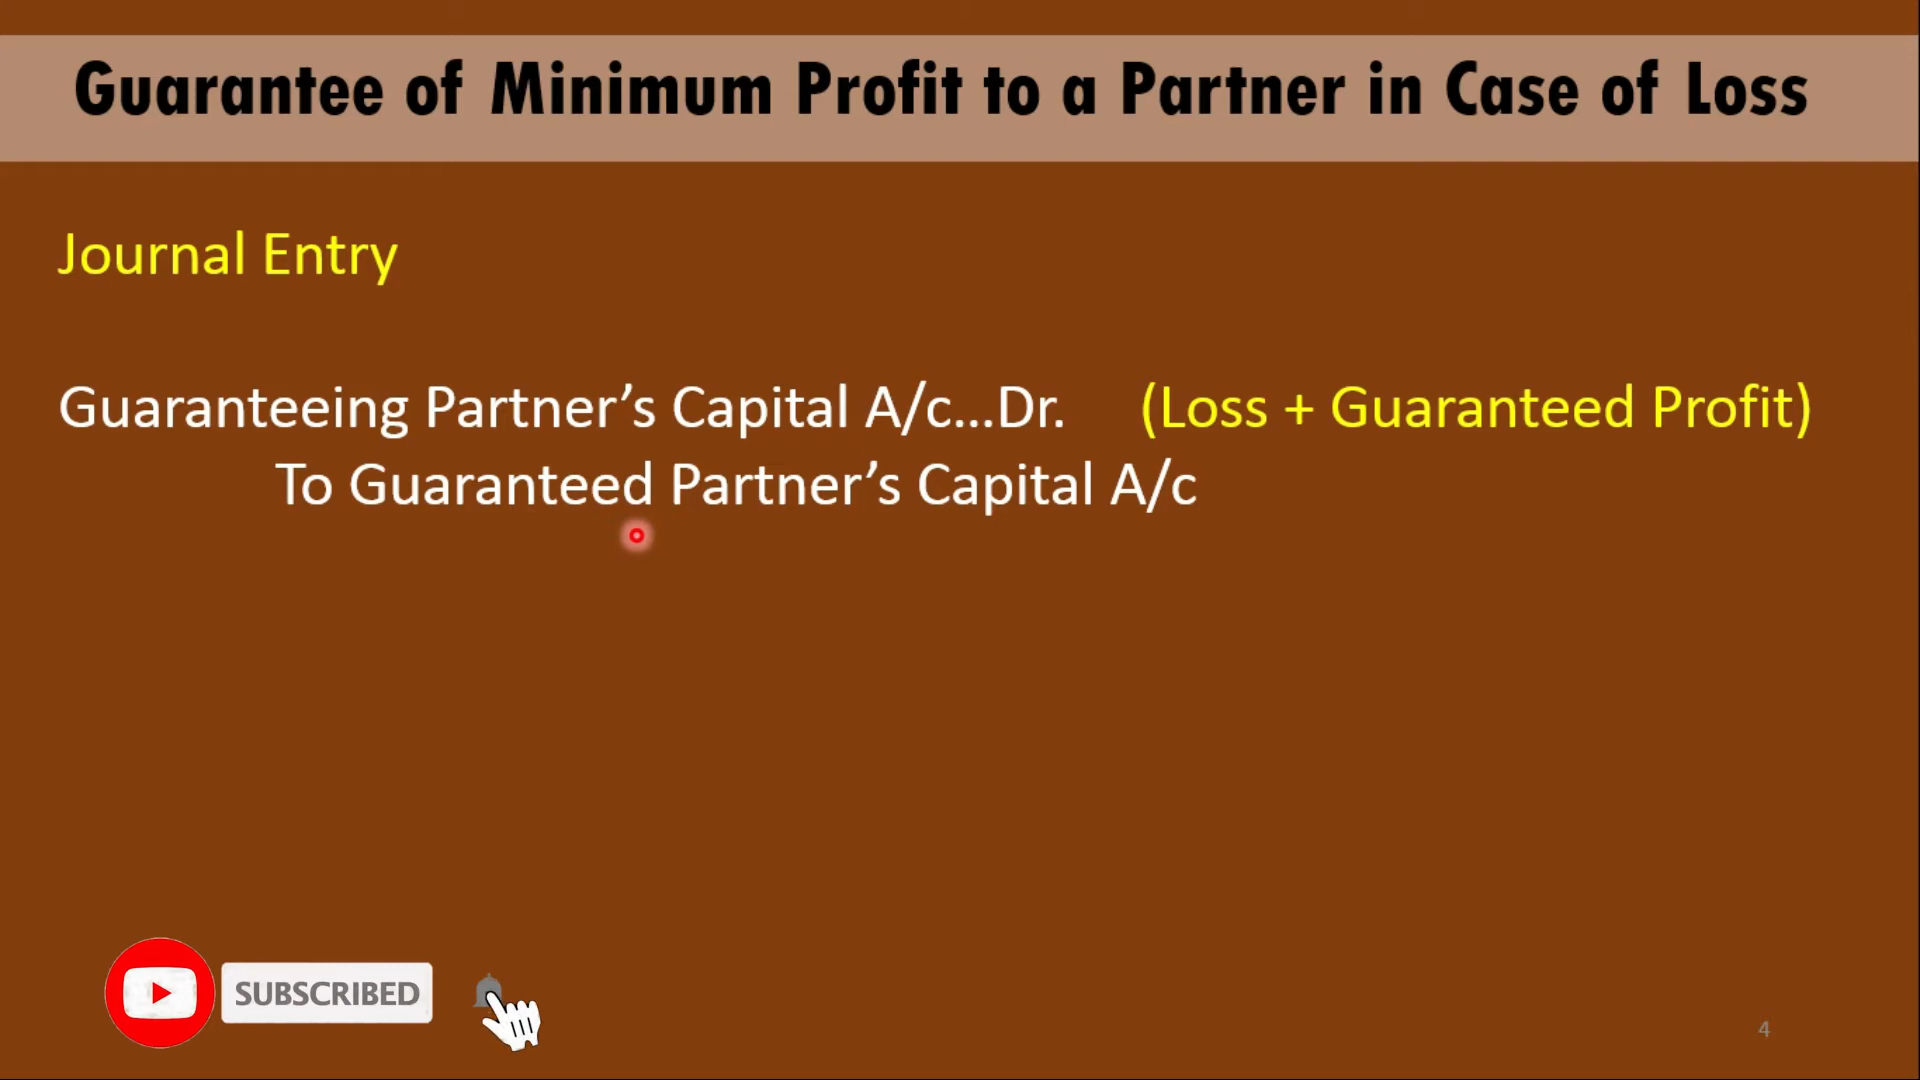 Guarantee of Minimum Profit to a Partner in Case of Loss
Journal Entry
Guaranteeing Partner’s Capital A/c...Dr. (Loss + Guaranteed Profit)
To Guaranteed Partner’s Capital A/c
SUBSCRIBED
4